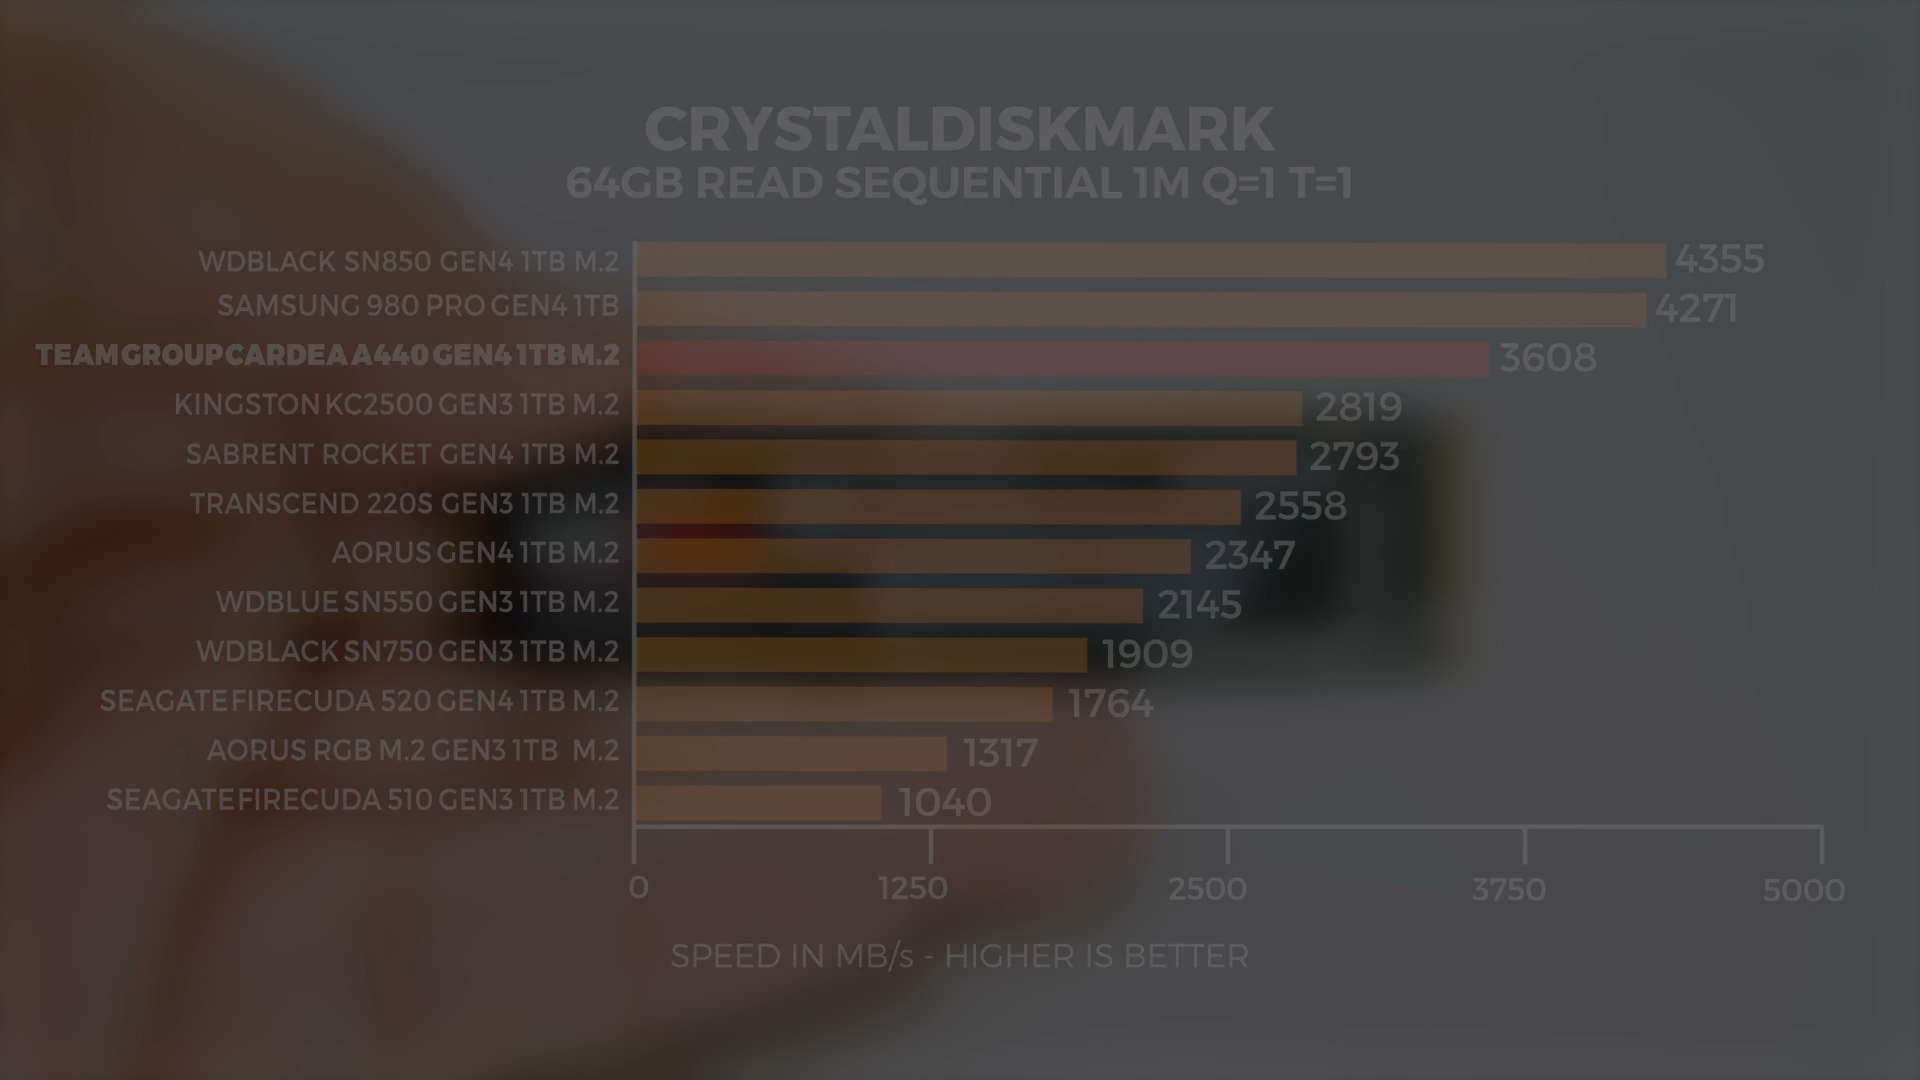 CRYSTALDISKMARK
64GB READ SEQUENTIAL 1M Q=1 T=1
WDBLACK SN850 GEN4 1TB M.2 4355
SAMSUNG 980 PRO GEN4 1TB 4271
TEAMGROUP CARDEA A440 GEN4 1TB M.2 3608
KINGSTON KC2500 GEN3 1TB M.2 2819
SABRENT ROCKET GEN4 1TB M.2 2793
TRANSCEND 220S GEN3 1TB M.2 2558
AORUS GEN4 1TB M.2 2347
WDBLUE SN550 GEN3 1TB M.2 2145
WDBLACK SN750 GEN3 1TB M.2 1909
SEAGATE FIRECUDA 520 GEN4 1TB M.2 1764
AORUS RGB M.2 GEN3 1TB M.2 1317
SEAGATE FIRECUDA 510 GEN3 1TB M.2 1040
0 1250 2500 3750 5000
SPEED IN MB/s - HIGHER IS BETTER